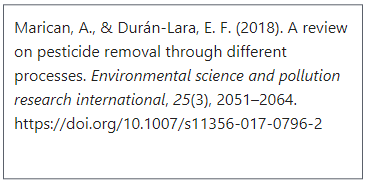 Marican, A., & Durán-Lara, E. F. (2018). A review
on pesticide removal through different
processes. Environmental science and pollution
research international, 25(3), 2051–2064.
https://doi.org/10.1007/s11356-017-0796-2